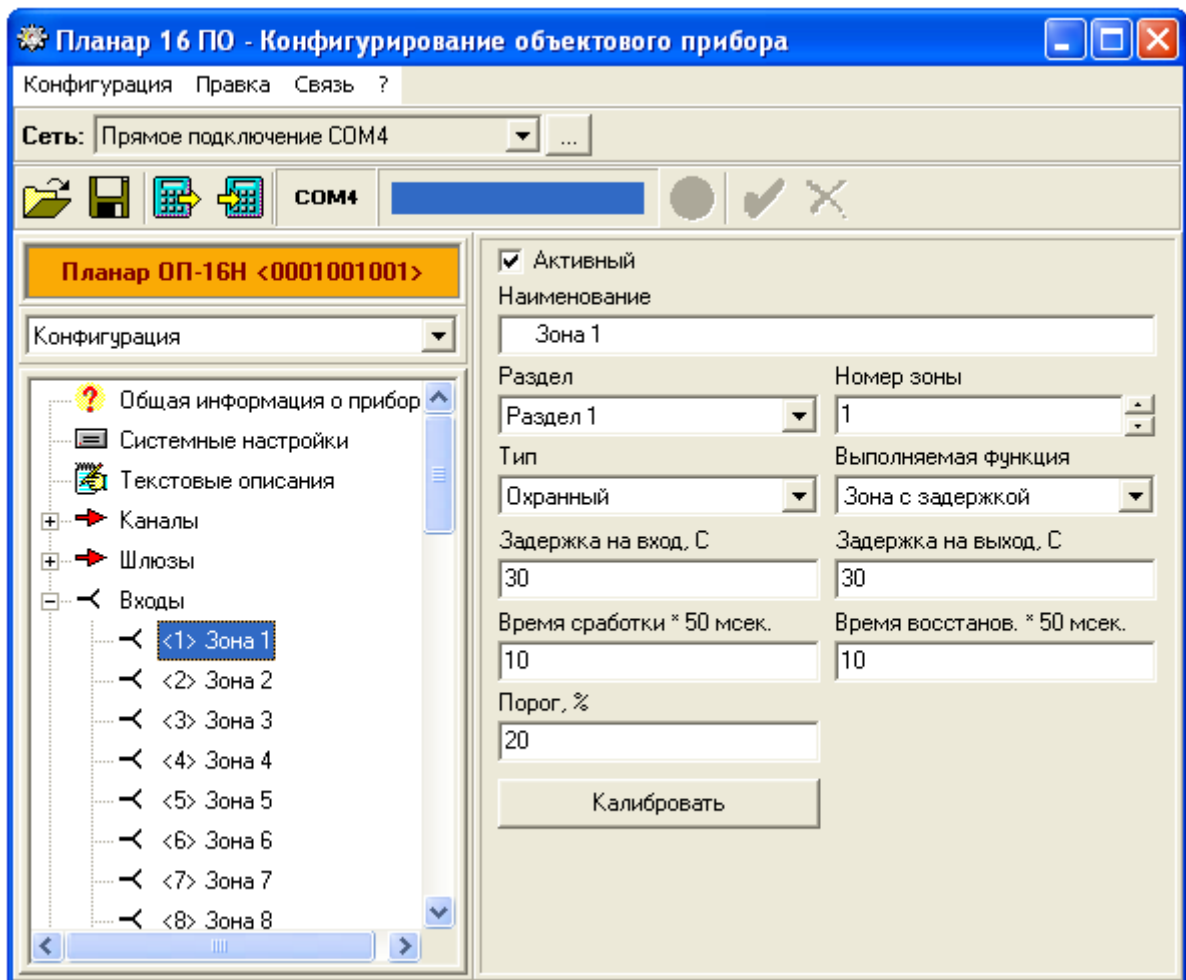 Планар 16 ПО - Конфигурирование объектового прибора
Конфигурация Правка Связь ?
Сеть: Прямое подключение COM4 ...
COM4
Планар ОП-16Н <0001001001>
Конфигурация
? Общая информация о прибор
Системные настройки
Текстовые описания
Каналы
Шлюзы
Входы
<1> Зона 1
<2> Зона 2
<3> Зона 3
<4> Зона 4
<5> Зона 5
<6> Зона 6
<7> Зона 7
<8> Зона 8
Активный
Наименование
Зона 1
Раздел Номер зоны
Раздел 1 1
Тип Выполняемая функция
Охранный Зона с задержкой
Задержка на вход, С Задержка на выход, С
30 30
Время сработки * 50 мсек. Время восстанов. * 50 мсек.
10 10
Порог, %
20
Калибровать